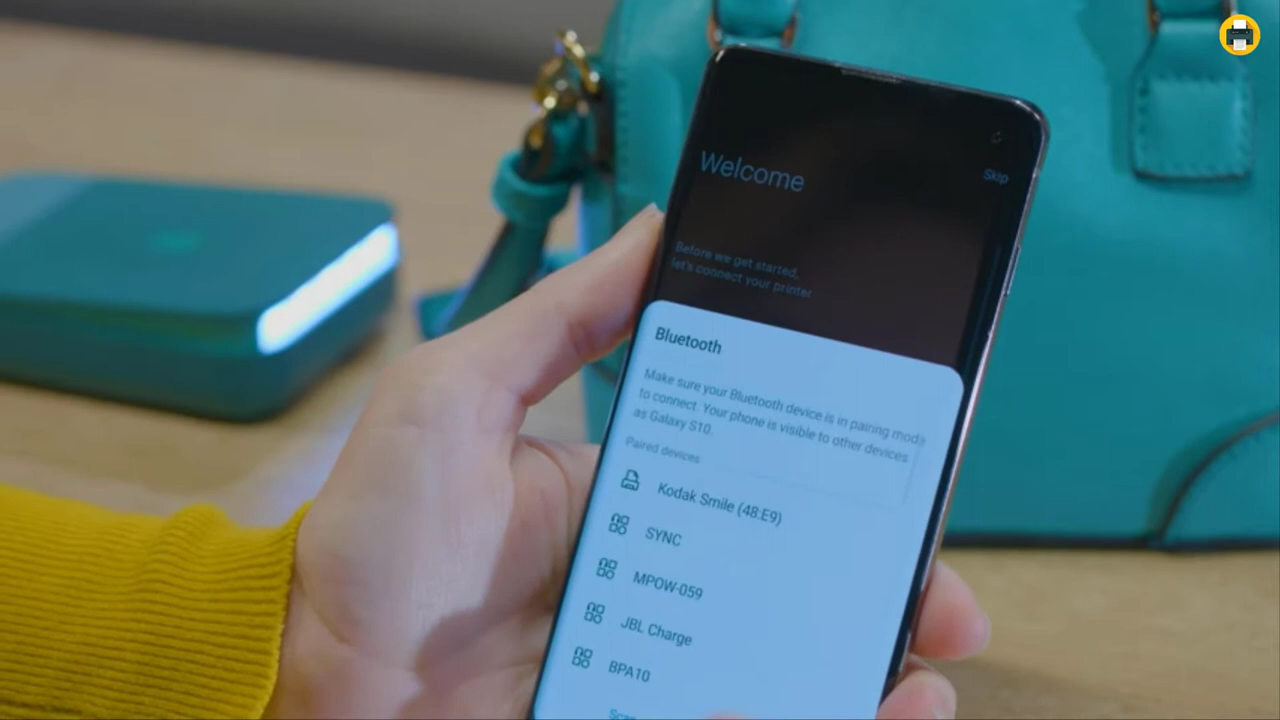 Welcome
Skip
Before we get started,
let's connect your printer
Bluetooth
Make sure your Bluetooth device is in pairing mode
to connect. Your phone is visible to other devices
as Galaxy S10.
Paired devices
Kodak Smile (48:E9)
SYNC
MPOW-059
JBL Charge
BPA10